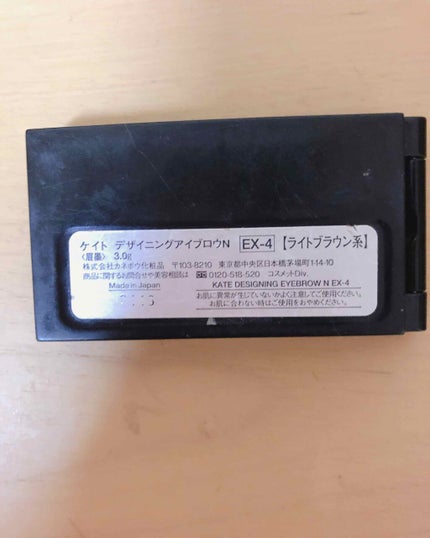 ケイト デザイニングアイブロウN EX-4 【ライトブラウン系】
〈眉墨〉 3.0g
株式会社カネボウ化粧品 〒103-8210 東京都中央区日本橋茅場町1-14-10
商品に関するお問合せや美容相談は 0120-518-520 コスメットDiv.
Made in Japan KATE DESIGNING EYEBROW N EX-4
お肌に異常が生じていないかよく注意してご使用ください。
お肌に合わない時はご使用をおやめください。